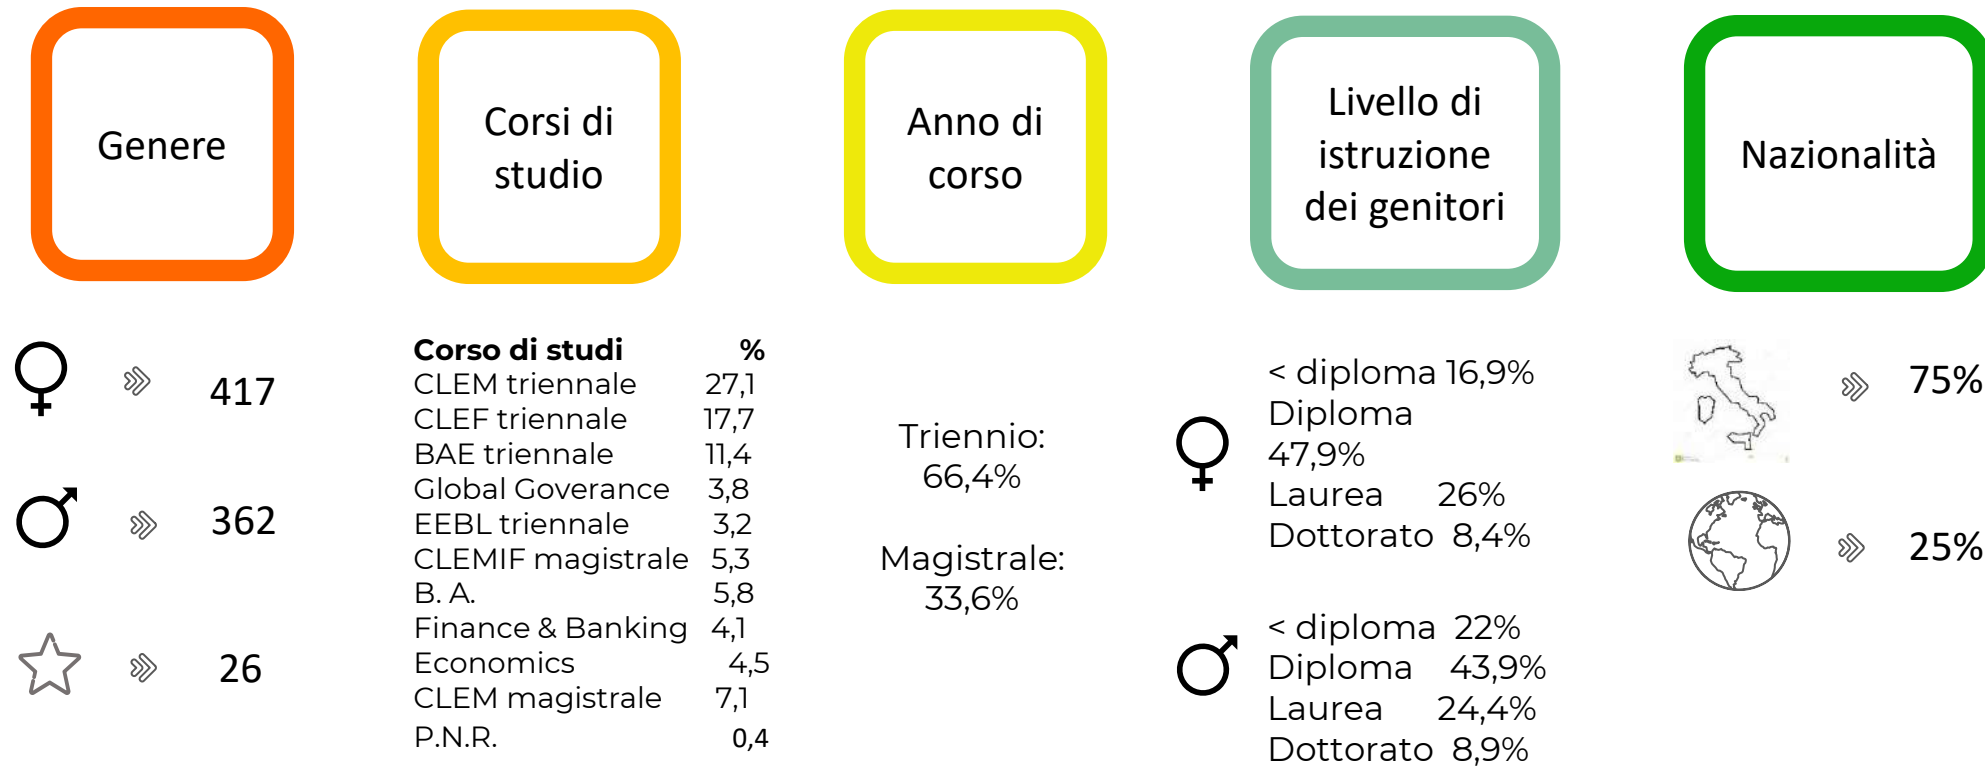 Genere
417
362
26
Corsi di
studio
Corso di studi %
CLEM triennale 27,1
CLEF triennale 17,7
BAE triennale 11,4
Global Goverance 3,8
EEBL triennale 3,2
CLEMIF magistrale 5,3
B. A. 5,8
Finance & Banking 4,1
Economics 4,5
CLEM magistrale 7,1
P.N.R. 0,4
Anno di
corso
Triennio:
66,4%
Magistrale:
33,6%
Livello di
istruzione
dei genitori
< diploma 16,9%
Diploma
47,9%
Laurea 26%
Dottorato 8,4%
< diploma 22%
Diploma 43,9%
Laurea 24,4%
Dottorato 8,9%
Nazionalità
75%
25%